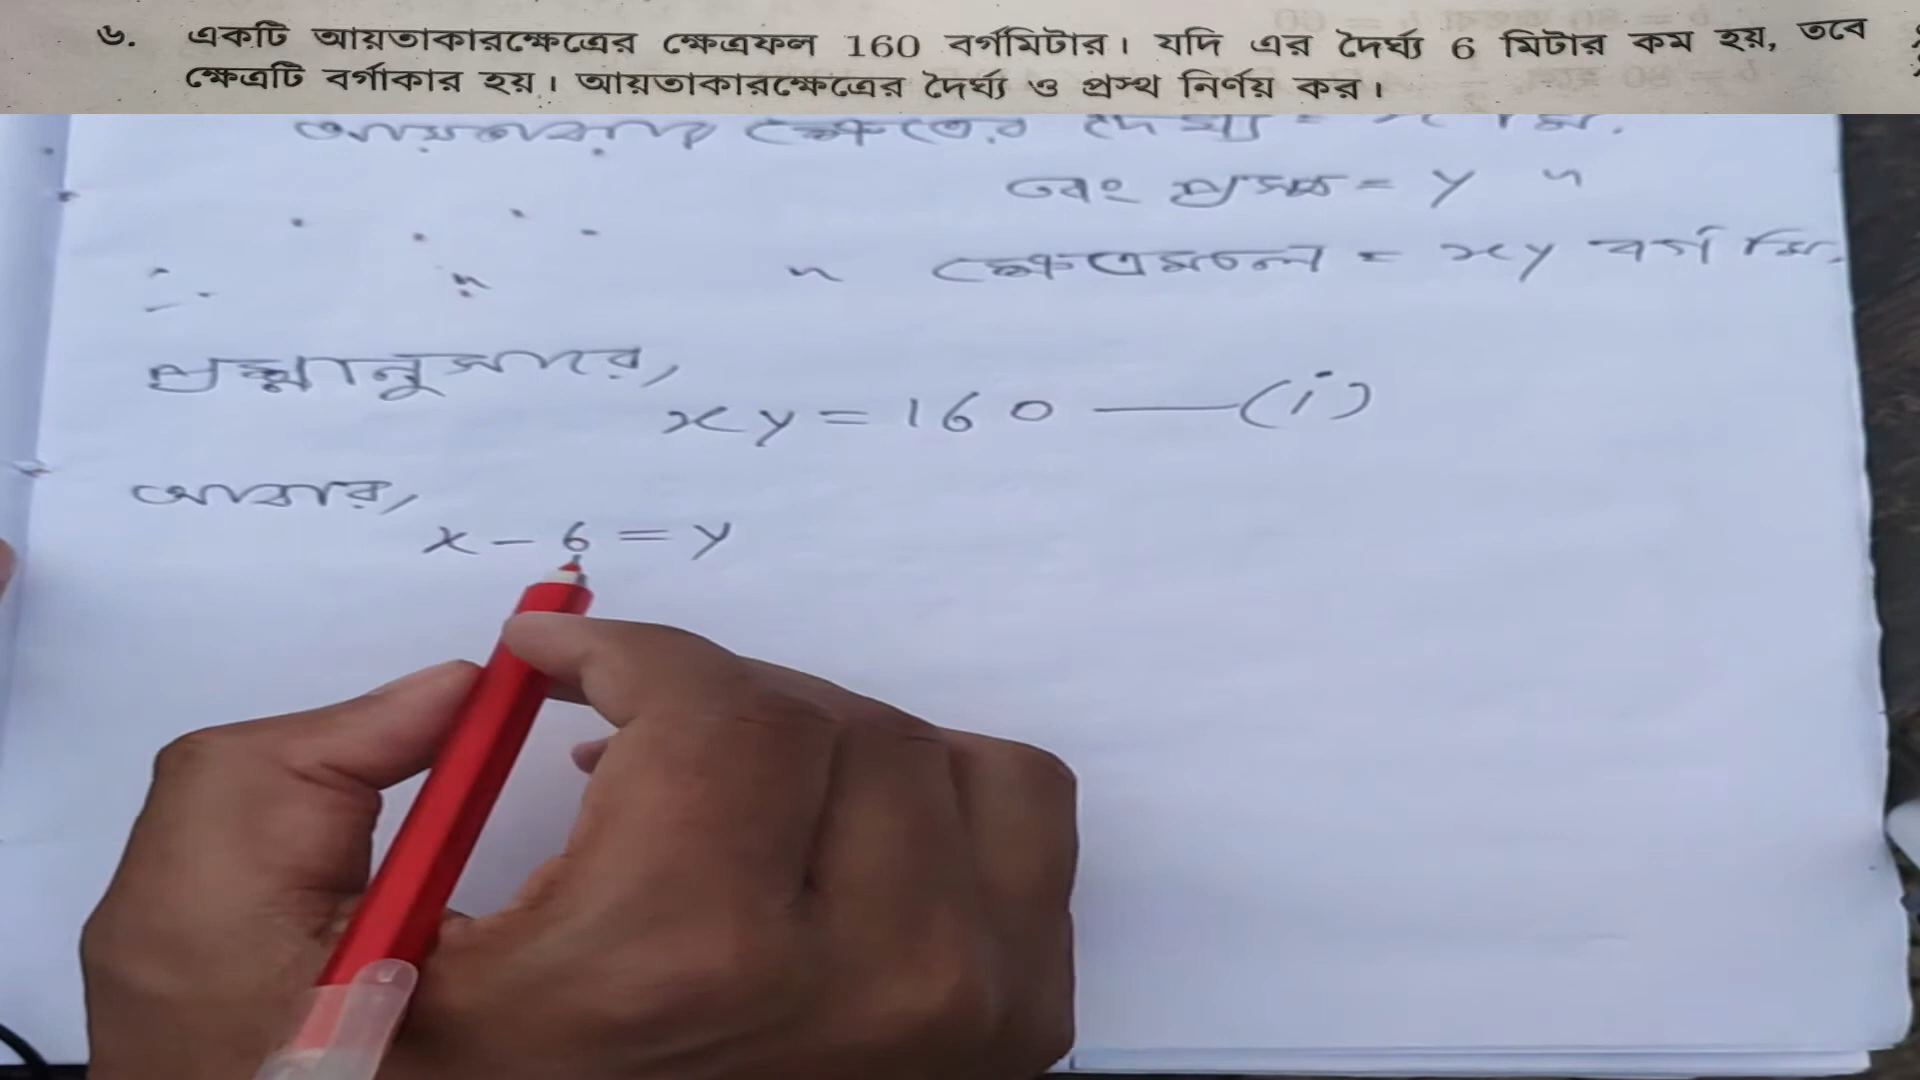 ৬. একটি আয়তাকারক্ষেত্রের ক্ষেত্রফল 160 বর্গমিটার। যদি এর দৈর্ঘ্য 6 মিটার কম হয়, তবে
ক্ষেত্রটি বর্গাকার হয়। আয়তাকারক্ষেত্রের দৈর্ঘ্য ও প্রস্থ নির্ণয় কর।
আয়তাকার ক্ষেত্রের দৈর্ঘ্য = x মি.
এবং প্রস্থ = y "
∴ " " ক্ষেত্রফল = xy বর্গ মি.
প্রশ্নানুসারে,
xy = 160 —(i)
আবার,
x - 6 = y